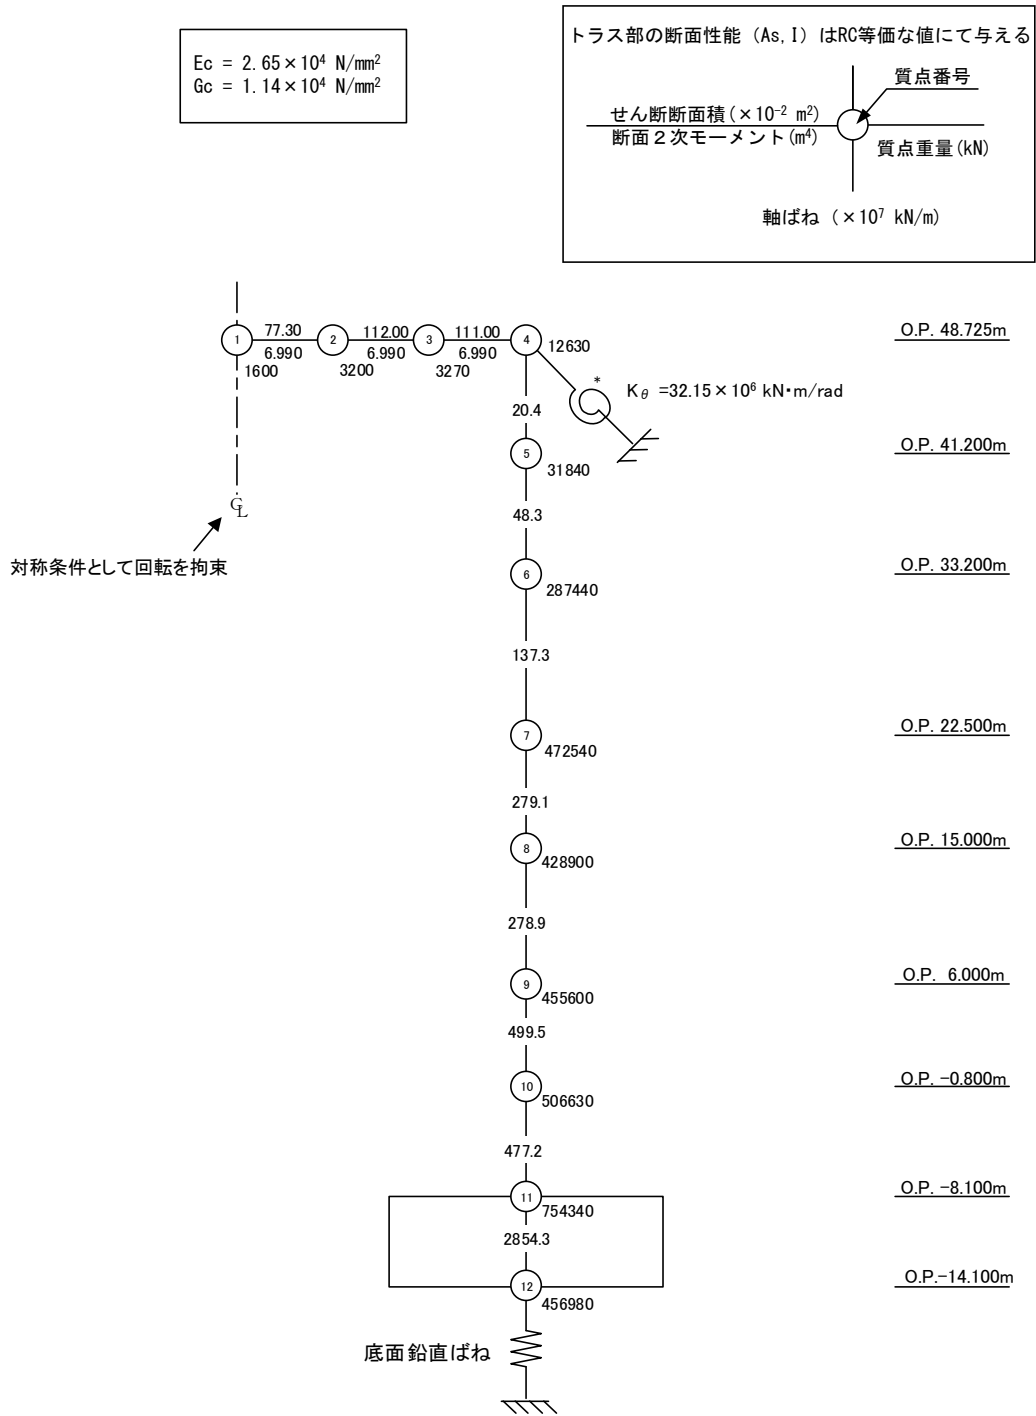 Ec = 2.65×10⁴ N/mm²
Gc = 1.14×10⁴ N/mm²
トラス部の断面性能（As, I）はRC等価な値にて与える
質点番号
せん断断面積(×10⁻² m²)
断面２次モーメント(m⁴)
質点重量(kN)
軸ばね（×10⁷ kN/m）
1
77.30
6.990
1600
2
112.00
6.990
3200
3
111.00
6.990
3270
4
12630
O.P. 48.725m
*
Kθ =32.15×10⁶ kN・m/rad
20.4
5
31840
O.P. 41.200m
CL
対称条件として回転を拘束
48.3
6
287440
O.P. 33.200m
137.3
7
472540
O.P. 22.500m
279.1
8
428900
O.P. 15.000m
278.9
9
455600
O.P. 6.000m
499.5
10
506630
O.P. -0.800m
477.2
11
754340
O.P. -8.100m
2854.3
12
456980
O.P.-14.100m
底面鉛直ばね